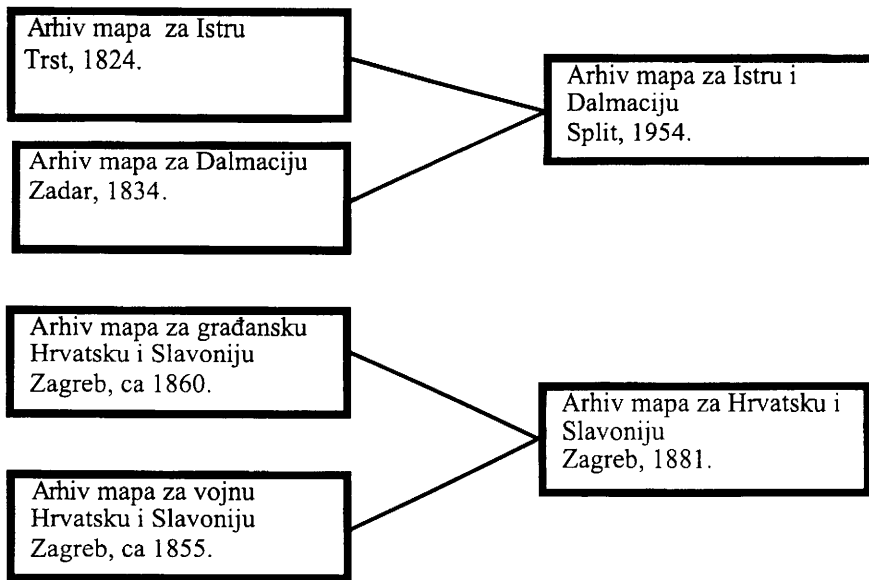 Arhiv mapa za Istru
Trst, 1824.
Arhiv mapa za Dalmaciju
Zadar, 1834.
Arhiv mapa za Istru i
Dalmaciju
Split, 1954.
Arhiv mapa za građansku
Hrvatsku i Slavoniju
Zagreb, ca 1860.
Arhiv mapa za vojnu
Hrvatsku i Slavoniju
Zagreb, ca 1855.
Arhiv mapa za Hrvatsku i
Slavoniju
Zagreb, 1881.